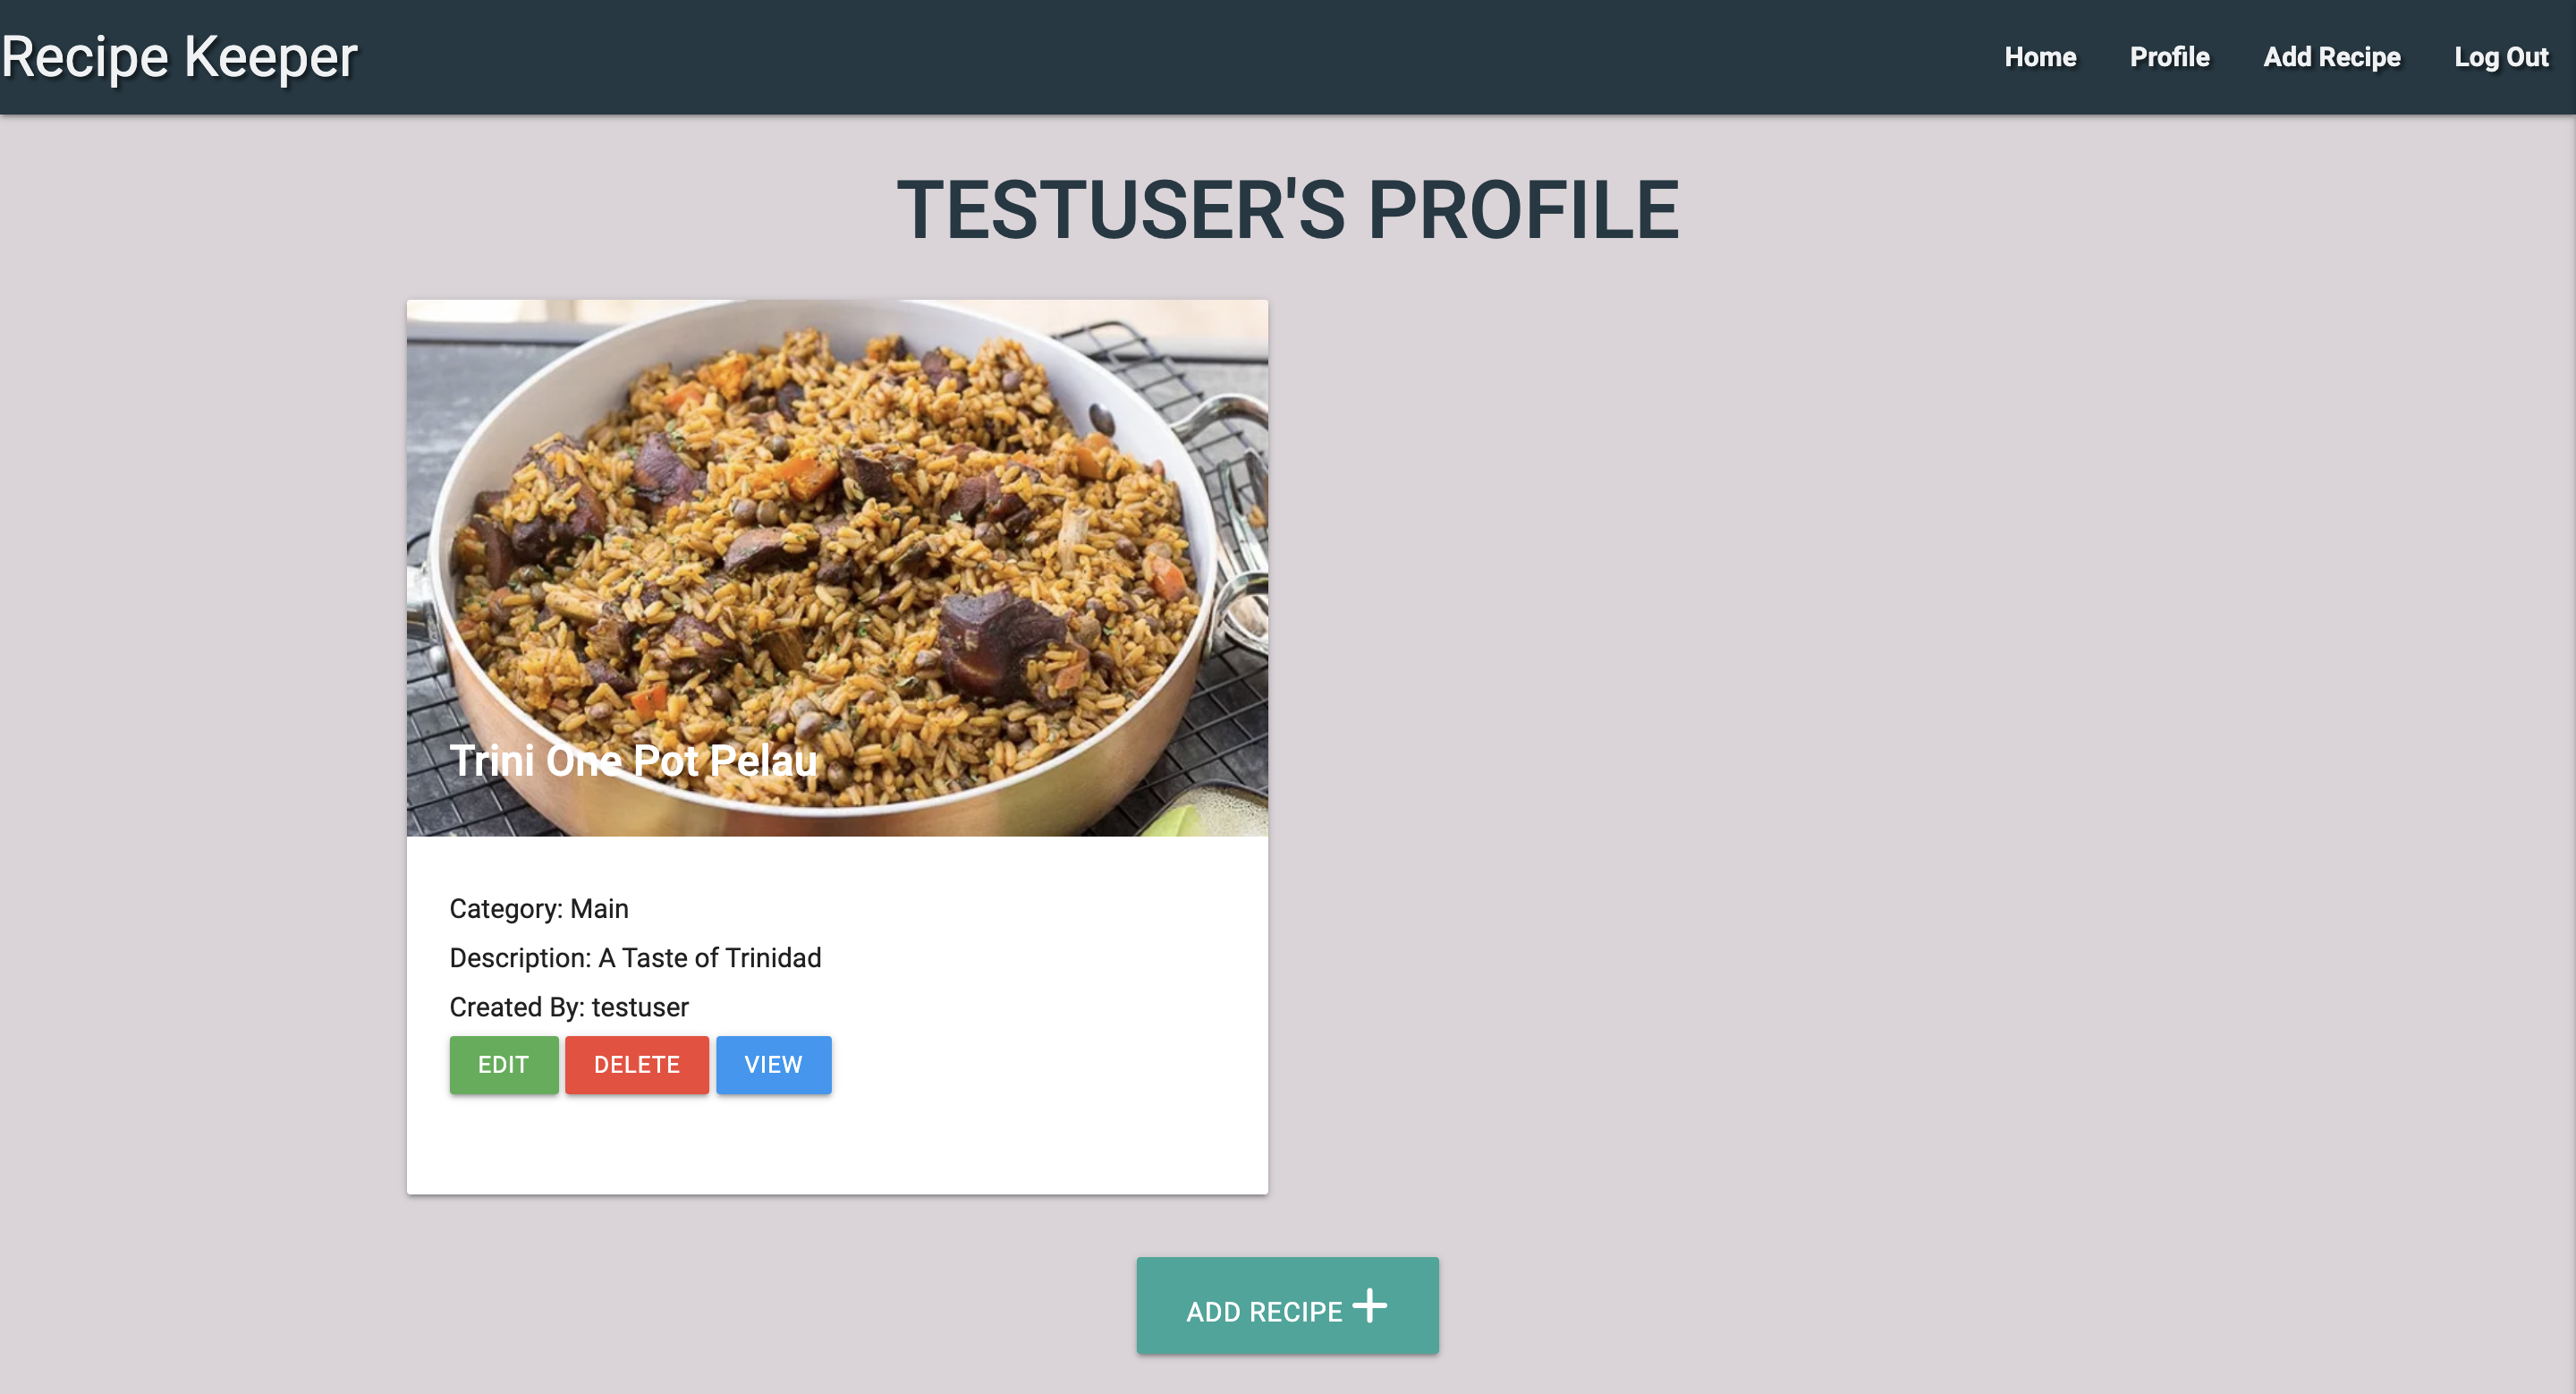 Recipe Keeper
Home Profile Add Recipe Log Out
TESTUSER'S PROFILE
Trini One Pot Pelau
Category: Main
Description: A Taste of Trinidad
Created By: testuser
EDIT DELETE VIEW
ADD RECIPE +